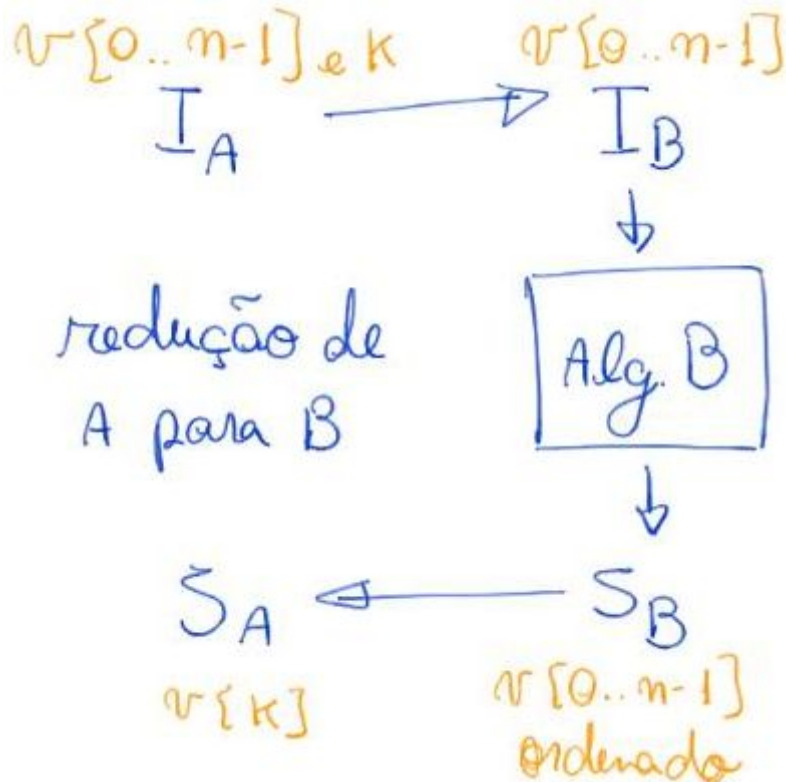 v[0..n-1] e K
v[0..n-1]
I_A
I_B
redução de
A para B
Alg. B
S_A
S_B
v[K]
v[0..n-1]
ordenado